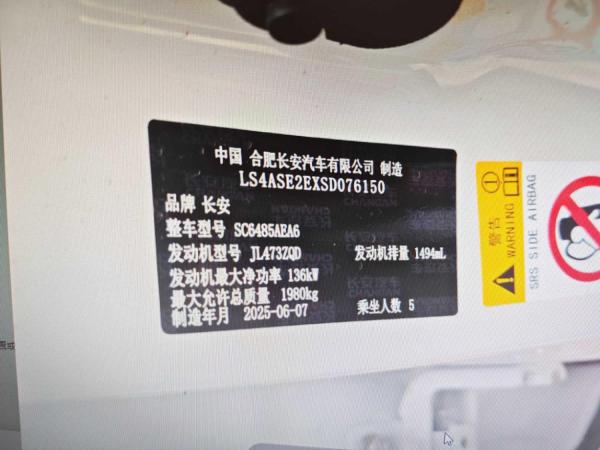 中国 合肥长安汽车有限公司 制造
LS4ASE2EXSD076150
品牌 长安
整车型号 SC6485AEA6
发动机型号 JL473ZQD 发动机排量 1494mL
发动机最大净功率 136kW
最大允许总质量 1980kg
制造年月 2025-06-07 乘坐人数 5
警告
WARNING
SRS SIDE AIRBAG